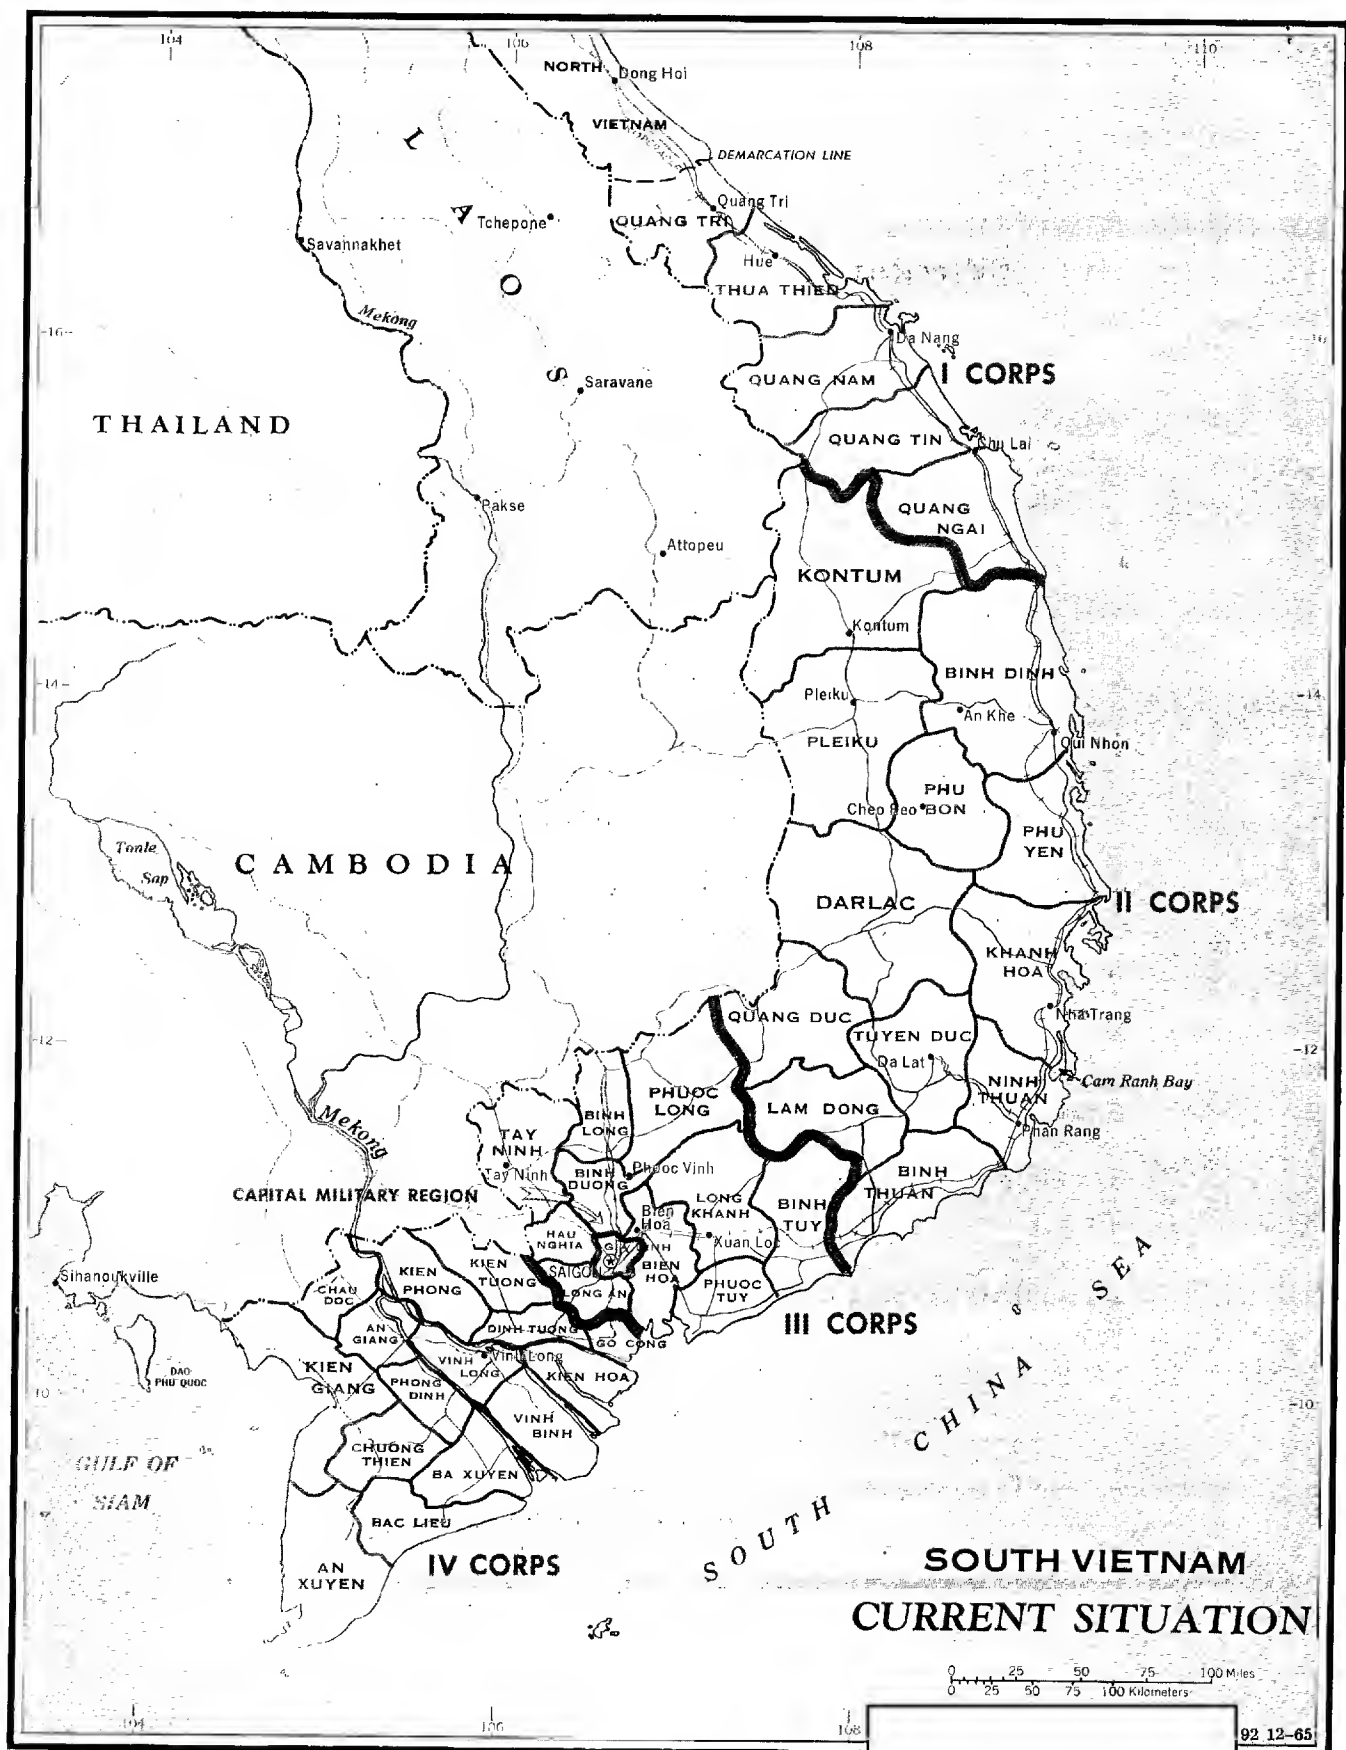 104
106
108
110
NORTH
Dong Hoi
VIETNAM
DEMARCATION LINE
L A O S
Tchepone
Quang Tri
QUANG TRI
Savannakhet
Hue
THUA THIEN
Mekong
16
16
Da Nang
I CORPS
Saravane
QUANG NAM
THAILAND
QUANG TIN
Chu Lai
Pakse
QUANG
NGAI
Attopeu
KONTUM
Kontum
BINH DINH
14
14
Pleiku
An Khe
PLEIKU
Qui Nhon
PHU
BON
Cheo Reo
PHU
YEN
Tonle
Sap
CAMBODIA
DARLAC
II CORPS
KHANH
HOA
QUANG DUC
Nha Trang
TUYEN DUC
12
12
Da Lat
NINH
THUAN
Cam Ranh Bay
PHUOC
LONG
LAM DONG
BINH
LONG
Mekong
Phan Rang
TAY
NINH
Tay Ninh
BINH
DUONG
Phuoc Vinh
BINH
THUAN
CAPITAL MILITARY REGION
LONG
KHANH
BINH
TUY
Bien
Hoa
HAU
NGHIA
GIA DINH
Xuan Loc
KIEN
TUONG
KIEN
PHONG
SAIGON
BIEN
HOA
Sihanoukville
CHAU
DOC
LONG AN
PHUOC
TUY
AN
GIANG
DINH TUONG
GO CONG
III CORPS
VINH
LONG
Vinh Long
KIEN
GIANG
DAO
PHU QUOC
PHONG
DINH
KIEN HOA
10
10
VINH
BINH
CHUONG
THIEN
BA XUYEN
GULF OF
SIAM
BAC LIEU
AN
XUYEN
IV CORPS
SOUTH CHINA SEA
SOUTH VIETNAM
CURRENT SITUATION
0 25 50 75 100 Miles
0 25 50 75 100 Kilometers
104
106
108
92 12-65